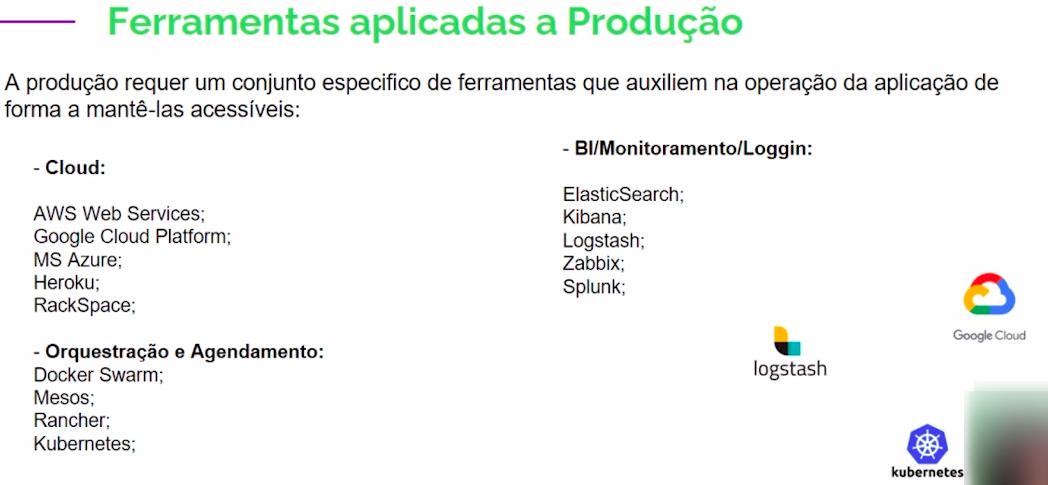 Ferramentas aplicadas a Produção
A produção requer um conjunto especifico de ferramentas que auxiliem na operação da aplicação de
forma a mantê-las acessíveis:
- Cloud:
AWS Web Services;
Google Cloud Platform;
MS Azure;
Heroku;
RackSpace;
- Orquestração e Agendamento:
Docker Swarm;
Mesos;
Rancher;
Kubernetes;
- BI/Monitoramento/Loggin:
ElasticSearch;
Kibana;
Logstash;
Zabbix;
Splunk;
logstash
Google Cloud
kubernetes